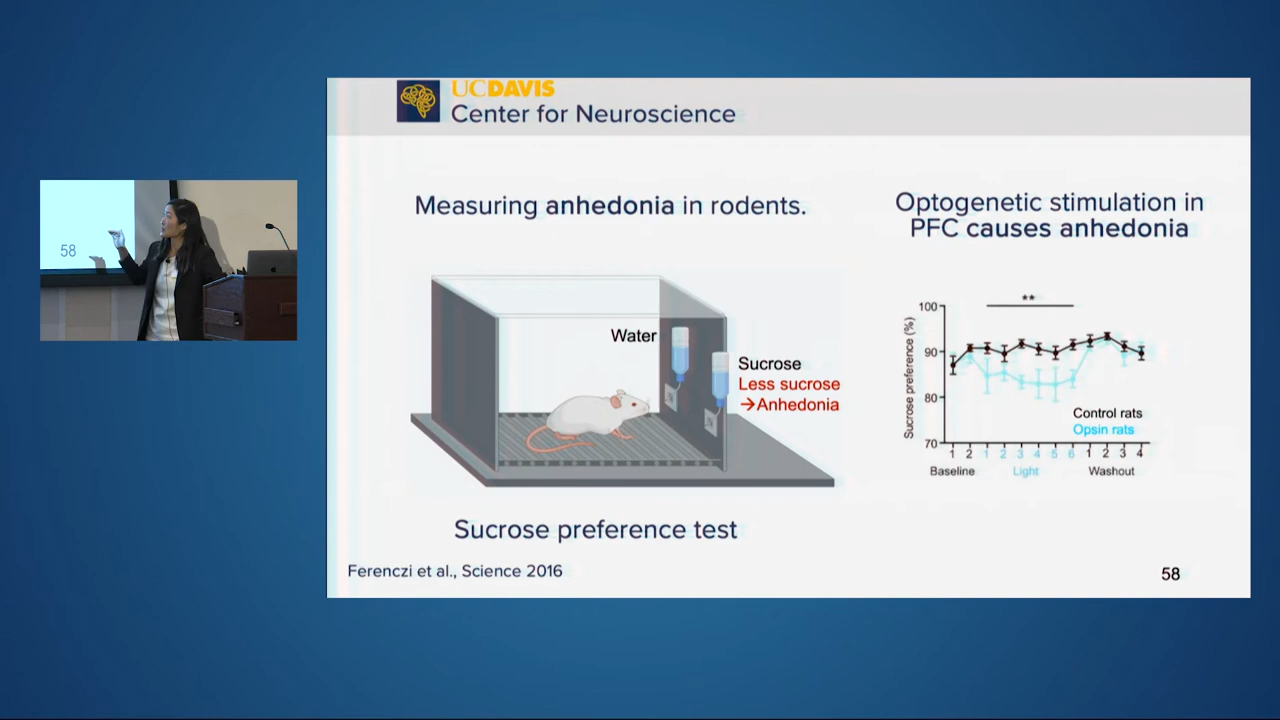 UCDAVIS
Center for Neuroscience
58
Measuring anhedonia in rodents.
Water
Sucrose
Less sucrose
→Anhedonia
Sucrose preference test
Optogenetic stimulation in
PFC causes anhedonia
**
Sucrose preference (%)
100
90
80
70
Control rats
Opsin rats
1 2 1 2 3 4 5 6 1 2 3 4
Baseline Light Washout
Ferenczi et al., Science 2016
58